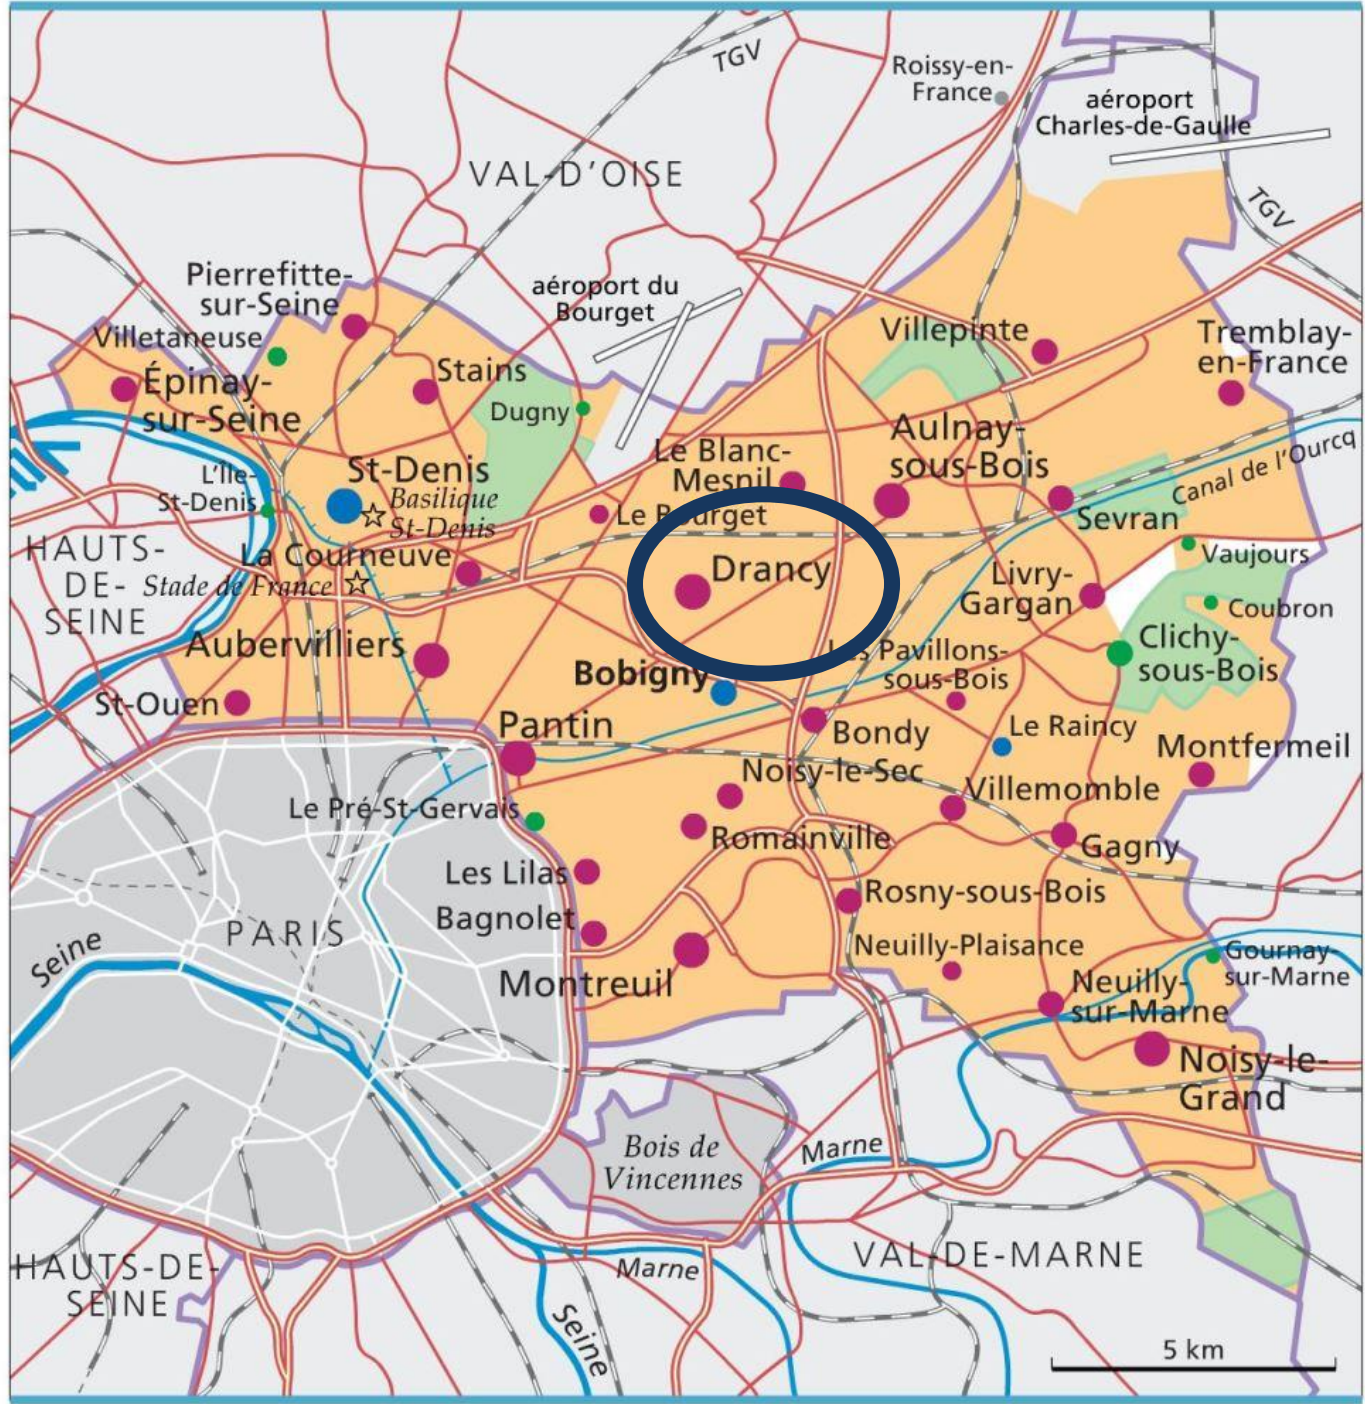 TGV
Roissy-en-
France
aéroport
Charles-de-Gaulle
VAL-D'OISE
TGV
Pierrefitte-
sur-Seine
aéroport du
Bourget
Villetaneuse
Villepinte
Tremblay-
en-France
Épinay-
sur-Seine
Stains
Dugny
Aulnay-
sous-Bois
Le Blanc-
Mesnil
Canal de l'Ourcq
L'Île-
St-Denis
St-Denis
Basilique
St-Denis
Le Bourget
Sevran
HAUTS-
DE-
SEINE
La Courneuve
Stade de France
Drancy
Livry-
Gargan
Vaujours
Coubron
Aubervilliers
Clichy-
sous-Bois
Les Pavillons-
sous-Bois
Bobigny
St-Ouen
Pantin
Bondy
Le Raincy
Montfermeil
Noisy-le-Sec
Villemomble
Le Pré-St-Gervais
Romainville
Gagny
Les Lilas
Rosny-sous-Bois
Bagnolet
PARIS
Seine
Neuilly-Plaisance
Gournay-
sur-Marne
Montreuil
Neuilly-
sur-Marne
Noisy-le-
Grand
Bois de
Vincennes
Marne
HAUTS-DE-
SEINE
Marne
VAL-DE-MARNE
Seine
5 km